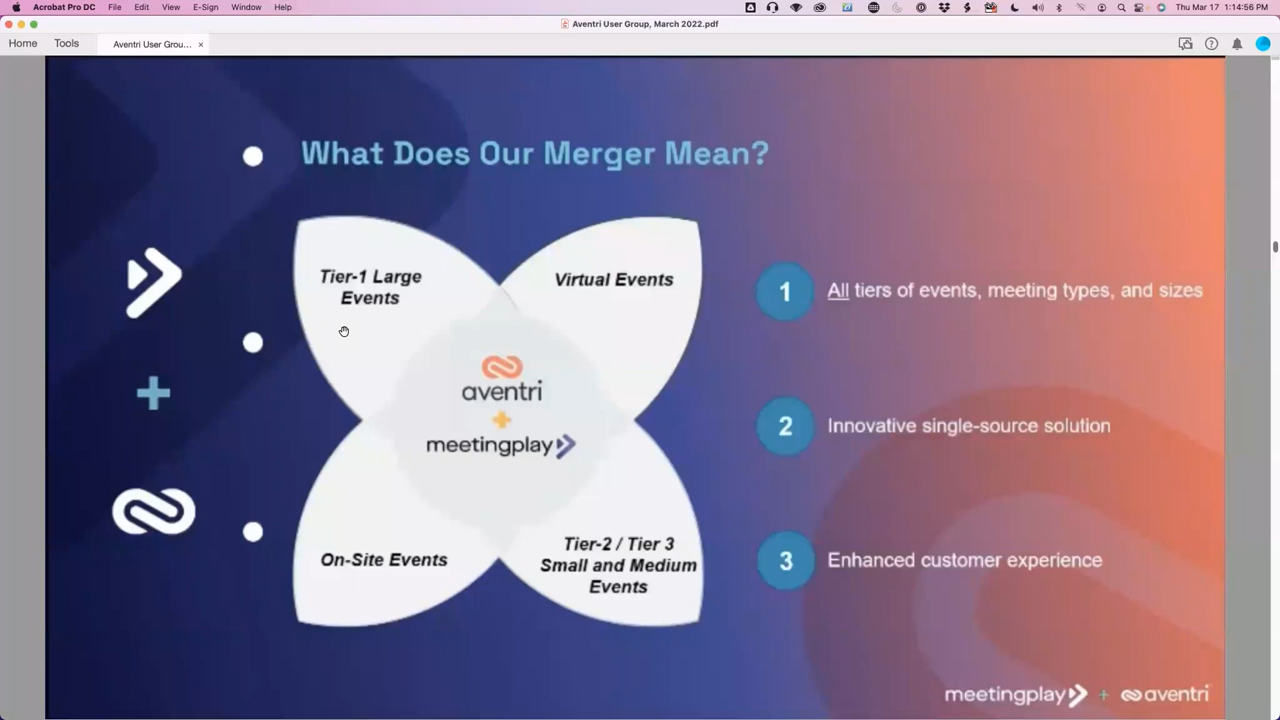 Acrobat Pro DC File Edit View E-Sign Window Help
Thu Mar 17 1:14:56 PM
Aventri User Group, March 2022.pdf
Home Tools Aventri User Grou... ×
What Does Our Merger Mean?
Tier-1 Large
Events
Virtual Events
aventri
+
meetingplay
On-Site Events
Tier-2 / Tier 3
Small and Medium
Events
1 All tiers of events, meeting types, and sizes
2 Innovative single-source solution
3 Enhanced customer experience
meetingplay + aventri